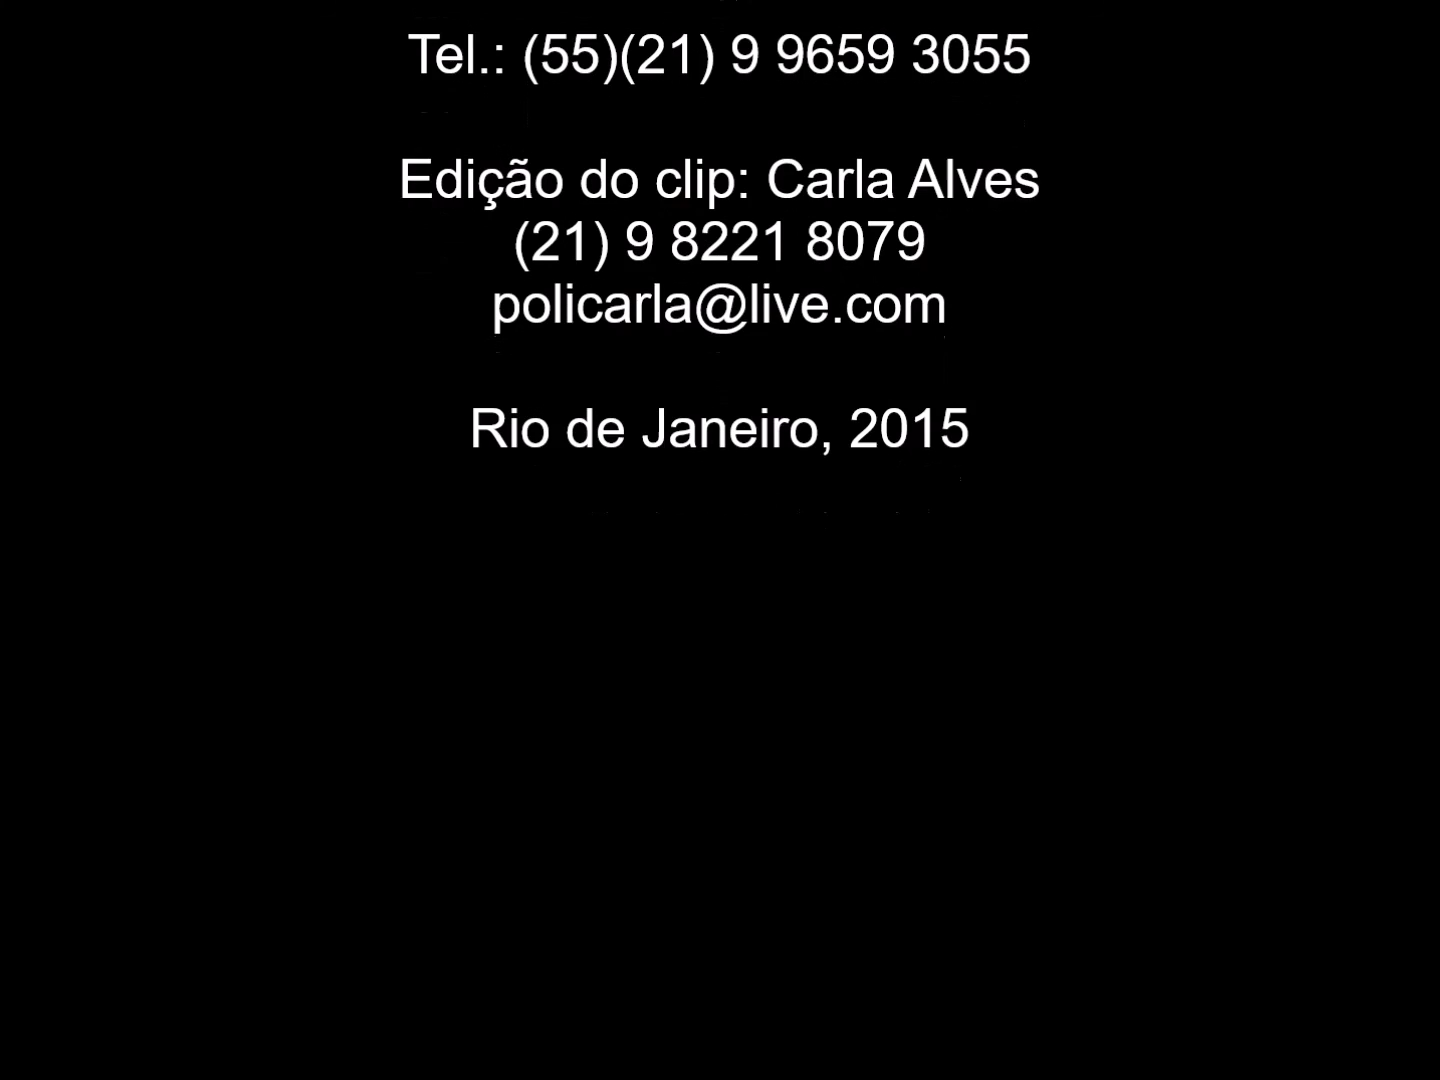 Tel.: (55)(21) 9 9659 3055
Edição do clip: Carla Alves
(21) 9 8221 8079
policarla@live.com
Rio de Janeiro, 2015